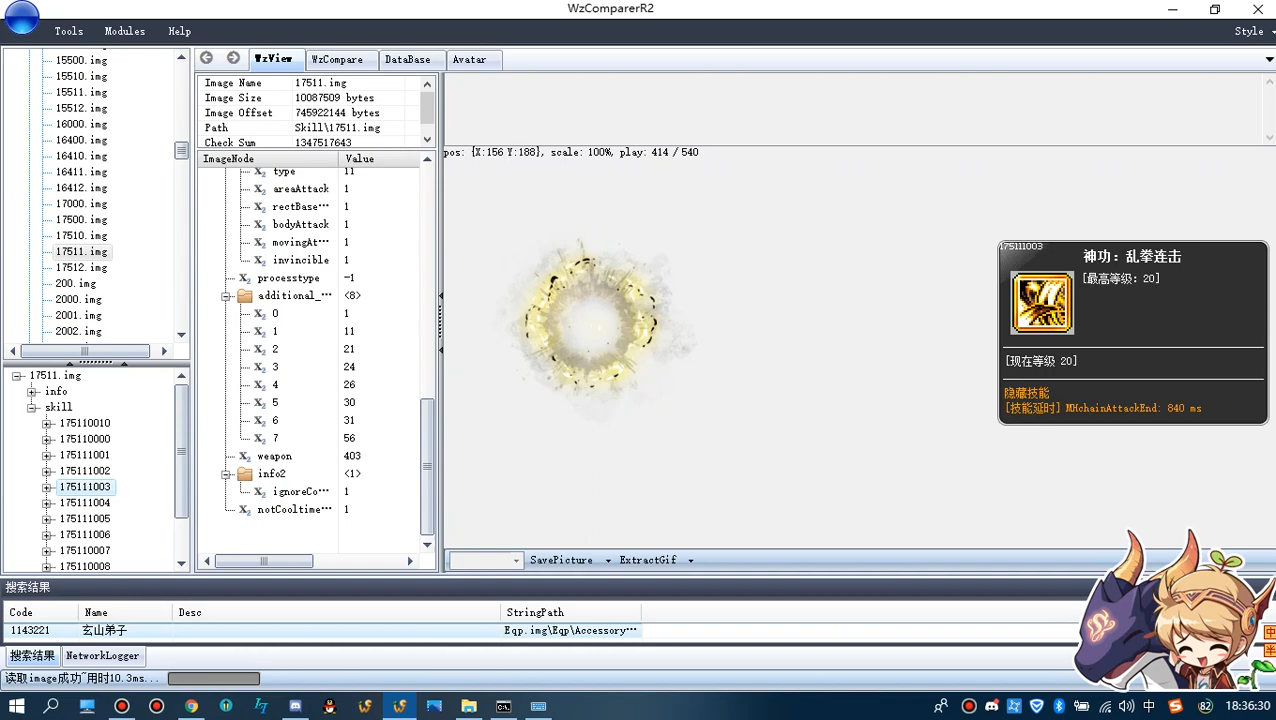 WzComparerR2
Tools Modules Help Style
15500.img
15510.img
15511.img
15512.img
16000.img
16400.img
16410.img
16411.img
16412.img
17000.img
17500.img
17510.img
17511.img
17512.img
200.img
2000.img
2001.img
2002.img
17511.img
info
skill
175110010
175110000
175111001
175111002
175111003
175111004
175111005
175111006
175110007
175110008
WzView WzCompare DataBase Avatar
Image Name 17511.img
Image Size 10087509 bytes
Image Offset 745922144 bytes
Path Skill\17511.img
Check Sum 1347517643
ImageNode Value
type 11
areaAttack 1
rectBase··· 1
bodyAttack 1
movingAt··· 1
invincible 1
processtype -1
additional_··· <8>
0 1
1 11
2 21
3 24
4 26
5 30
6 31
7 56
weapon 403
info2 <1>
ignoreCo··· 1
notCooltime··· 1
pos: {X:156 Y:188}, scale: 100%, play: 414 / 540
175111003
神功：乱拳连击
[最高等级：20]
[现在等级 20]
隐藏技能
[技能延时] MHchainAttackEnd: 840 ms
SavePicture ExtractGif
搜索结果
Code Name Desc StringPath
1143221 玄山弟子 Eqp.img\Eqp\Accessory···
搜索结果 NetworkLogger
读取image成功~用时10.3ms...
中
半
中 82 18:36:30